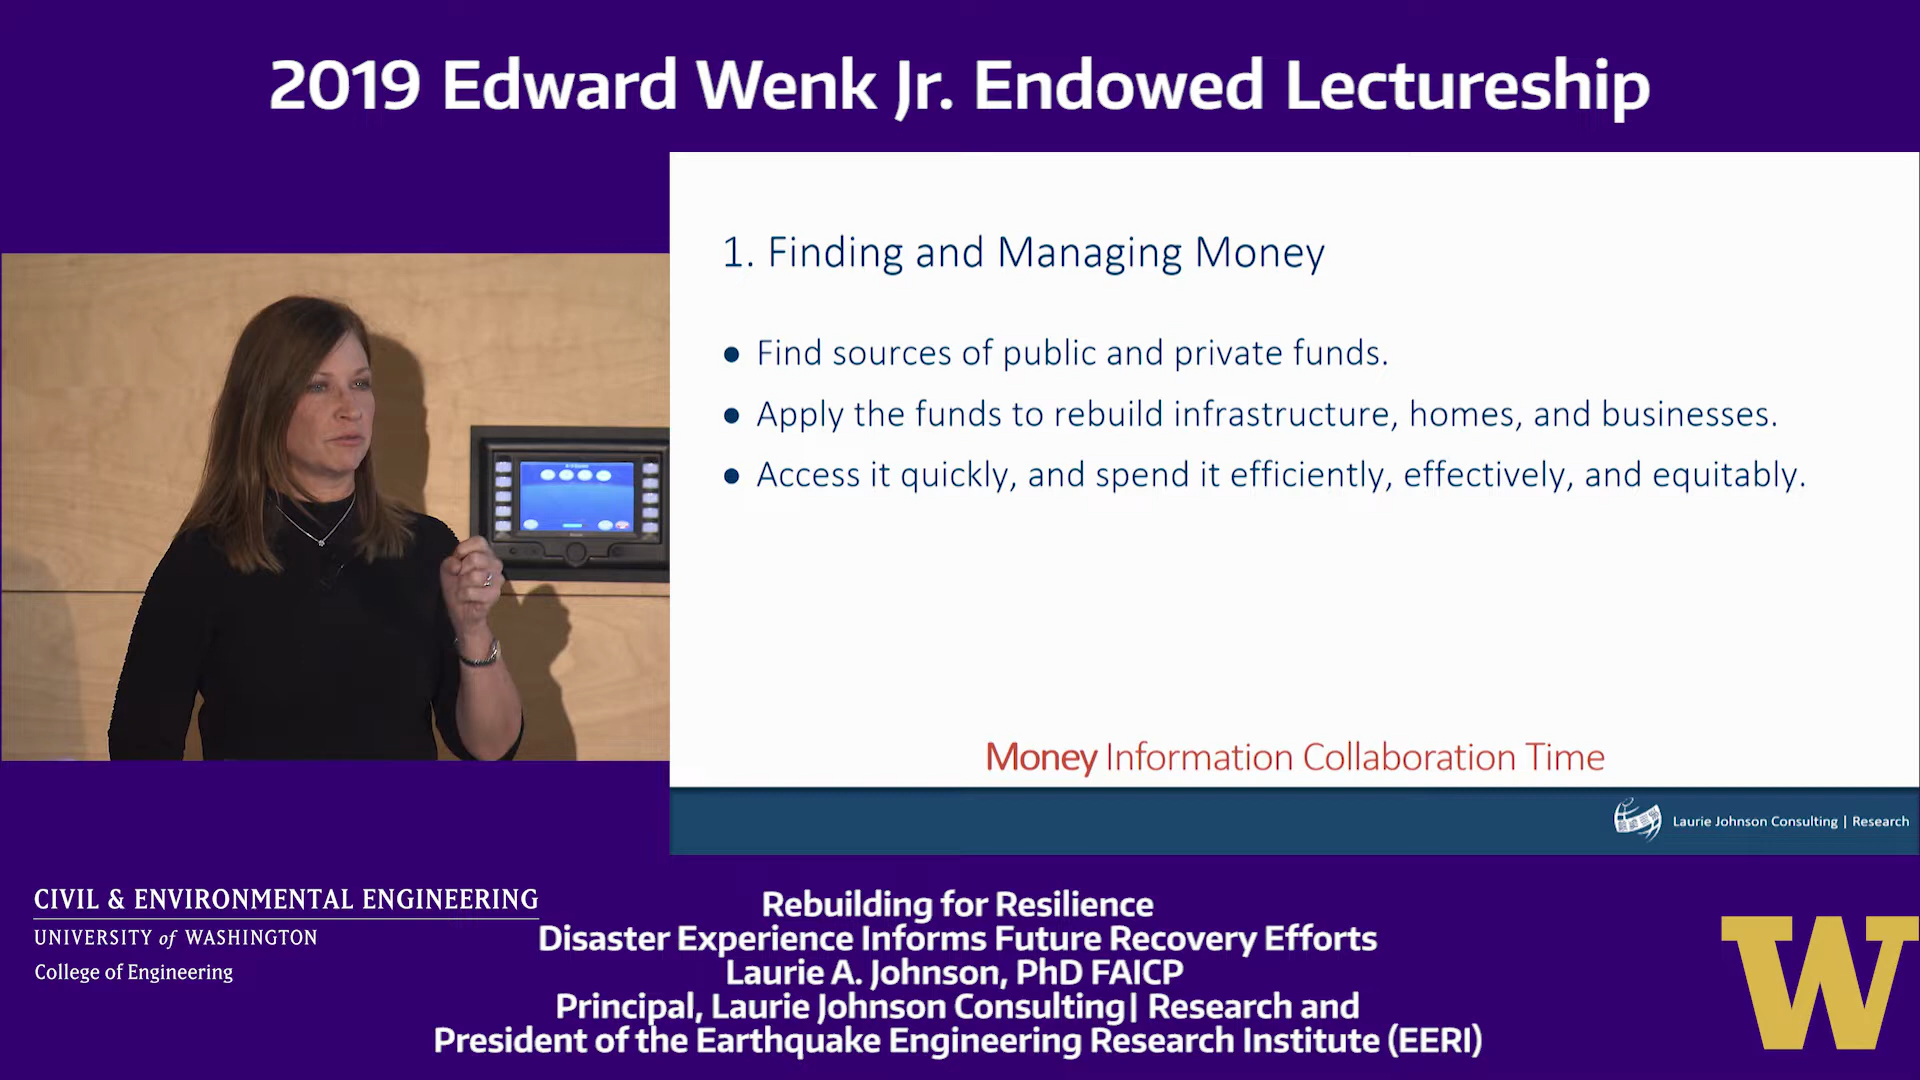 2019 Edward Wenk Jr. Endowed Lectureship
1. Finding and Managing Money
● Find sources of public and private funds.
● Apply the funds to rebuild infrastructure, homes, and businesses.
● Access it quickly, and spend it efficiently, effectively, and equitably.
Money Information Collaboration Time
Laurie Johnson Consulting | Research
CIVIL & ENVIRONMENTAL ENGINEERING
UNIVERSITY of WASHINGTON
College of Engineering
Rebuilding for Resilience
Disaster Experience Informs Future Recovery Efforts
Laurie A. Johnson, PhD FAICP
Principal, Laurie Johnson Consulting| Research and
President of the Earthquake Engineering Research Institute (EERI)
W